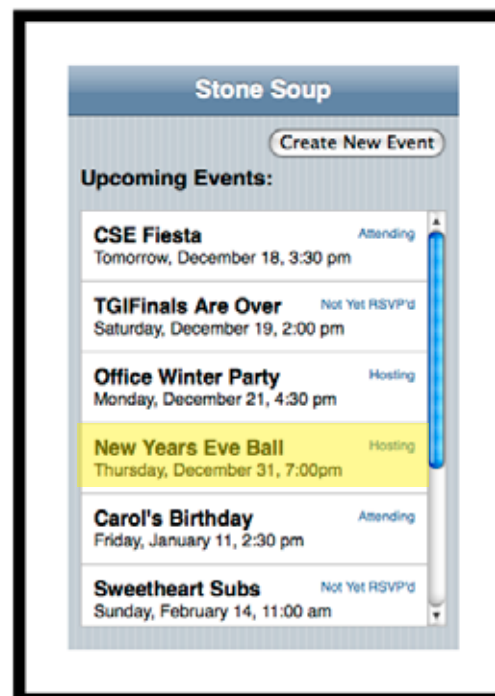 Stone Soup
Create New Event
Upcoming Events:
CSE Fiesta Attending
Tomorrow, December 18, 3:30 pm
TGIFinals Are Over Not Yet RSVP'd
Saturday, December 19, 2:00 pm
Office Winter Party Hosting
Monday, December 21, 4:30 pm
New Years Eve Ball Hosting
Thursday, December 31, 7:00pm
Carol's Birthday Attending
Friday, January 11, 2:30 pm
Sweetheart Subs Not Yet RSVP'd
Sunday, February 14, 11:00 am